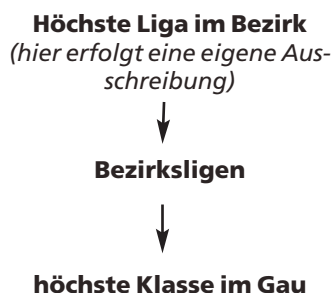 Höchste Liga im Bezirk
(hier erfolgt eine eigene Aus-
schreibung)
Bezirksligen
höchste Klasse im Gau